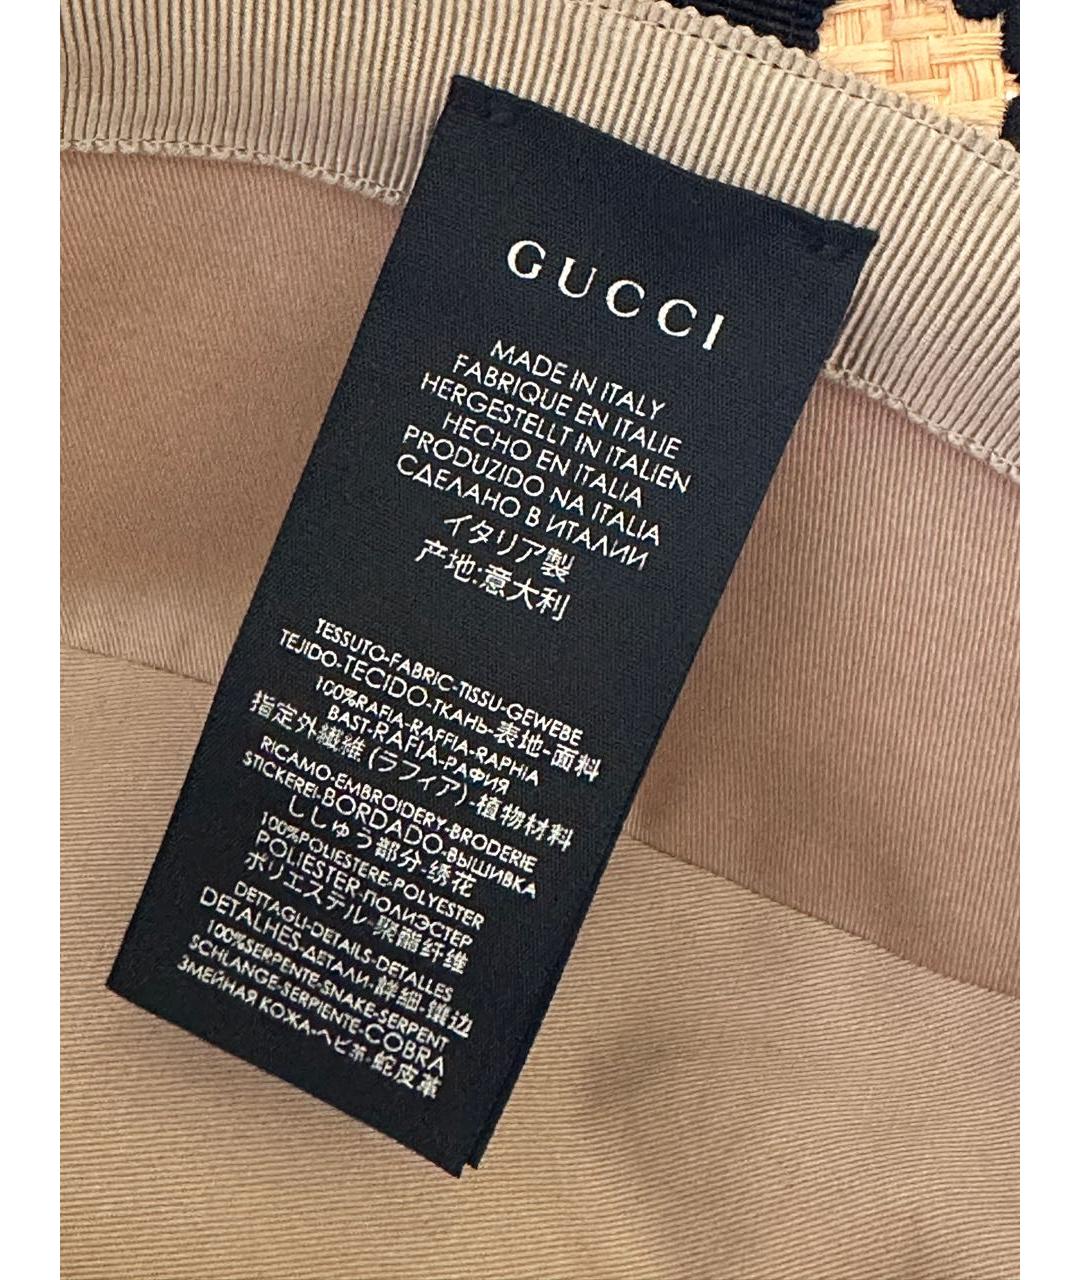 GUCCI
MADE IN ITALY
FABRIQUE EN ITALIE
HERGESTELLT IN ITALIEN
HECHO EN ITALIA
PRODUZIDO NA ITALIA
СДЕЛАНО В ИТАЛИИ
イタリア製
产地:意大利
TESSUTO-FABRIC-TISSU-GEWEBE
TEJIDO-TECIDO-ТКАНЬ-表地-面料
100%RAFIA-RAFFIA-RAPHIA
BAST-RAFIA-РАФИЯ
指定外繊維(ラフィア)-植物材料
RICAMO-EMBROIDERY-BRODERIE
STICKEREI-BORDADO-ВЫШИВКА
ししゅう部分-绣花
100%POLIESTERE-POLYESTER
POLIESTER-ПОЛИЭСТЕР
ポリエステル-聚酯纤维
DETTAGLI-DETAILS-DETALLES
DETALHES-ДЕТАЛИ-詳細-镶边
100%SERPENTE-SNAKE-SERPENT
SCHLANGE-SERPIENTE-COBRA
ЗМЕИНАЯ КОЖА-ヘビ革-蛇皮革